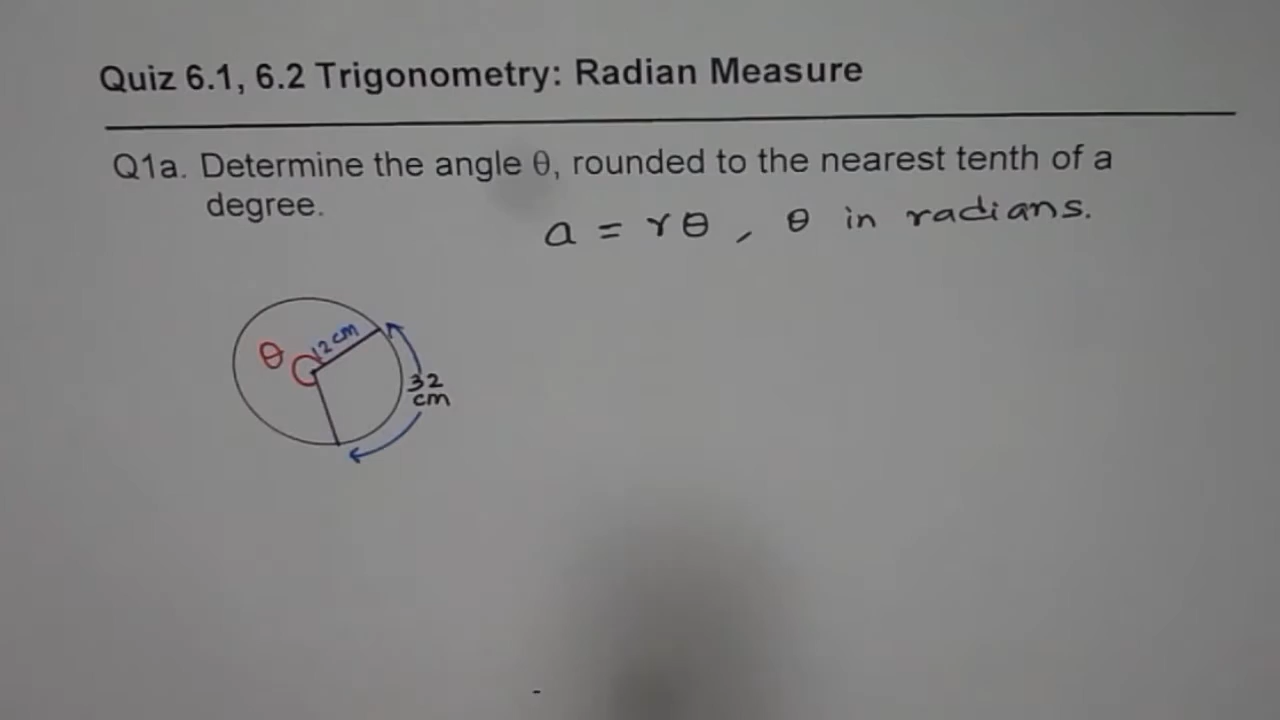 Quiz 6.1, 6.2 Trigonometry: Radian Measure
Q1a. Determine the angle θ, rounded to the nearest tenth of a
degree.
a = rθ, θ in radians.
θ
12 cm
32
cm